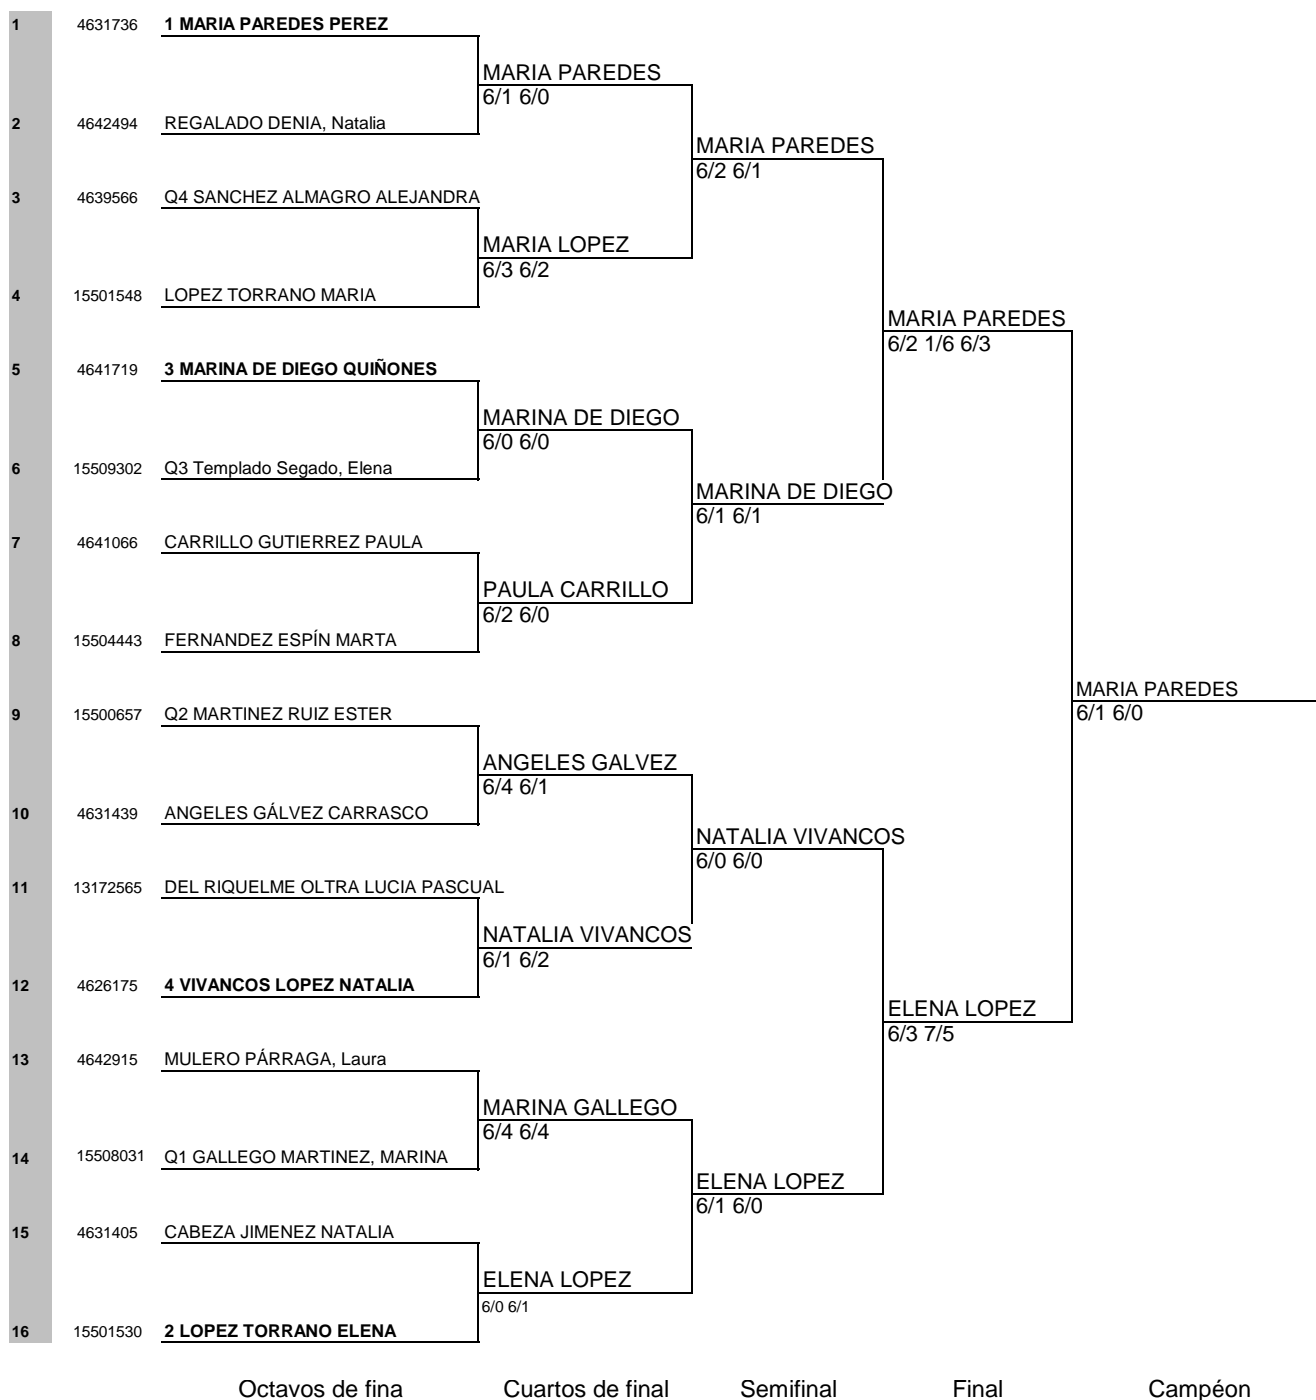 1 4631736 1 MARIA PAREDES PEREZ
MARIA PAREDES
6/1 6/0
2 4642494 REGALADO DENIA, Natalia
MARIA PAREDES
6/2 6/1
3 4639566 Q4 SANCHEZ ALMAGRO ALEJANDRA
MARIA LOPEZ
6/3 6/2
4 15501548 LOPEZ TORRANO MARIA
MARIA PAREDES
6/2 1/6 6/3
5 4641719 3 MARINA DE DIEGO QUIÑONES
MARINA DE DIEGO
6/0 6/0
6 15509302 Q3 Templado Segado, Elena
MARINA DE DIEGO
6/1 6/1
7 4641066 CARRILLO GUTIERREZ PAULA
PAULA CARRILLO
6/2 6/0
8 15504443 FERNANDEZ ESPÍN MARTA
MARIA PAREDES
6/1 6/0
9 15500657 Q2 MARTINEZ RUIZ ESTER
ANGELES GALVEZ
6/4 6/1
10 4631439 ANGELES GÁLVEZ CARRASCO
NATALIA VIVANCOS
6/0 6/0
11 13172565 DEL RIQUELME OLTRA LUCIA PASCUAL
NATALIA VIVANCOS
6/1 6/2
12 4626175 4 VIVANCOS LOPEZ NATALIA
ELENA LOPEZ
6/3 7/5
13 4642915 MULERO PÁRRAGA, Laura
MARINA GALLEGO
6/4 6/4
14 15508031 Q1 GALLEGO MARTINEZ, MARINA
ELENA LOPEZ
6/1 6/0
15 4631405 CABEZA JIMENEZ NATALIA
ELENA LOPEZ
6/0 6/1
16 15501530 2 LOPEZ TORRANO ELENA
Octavos de fina Cuartos de final Semifinal Final Campéon